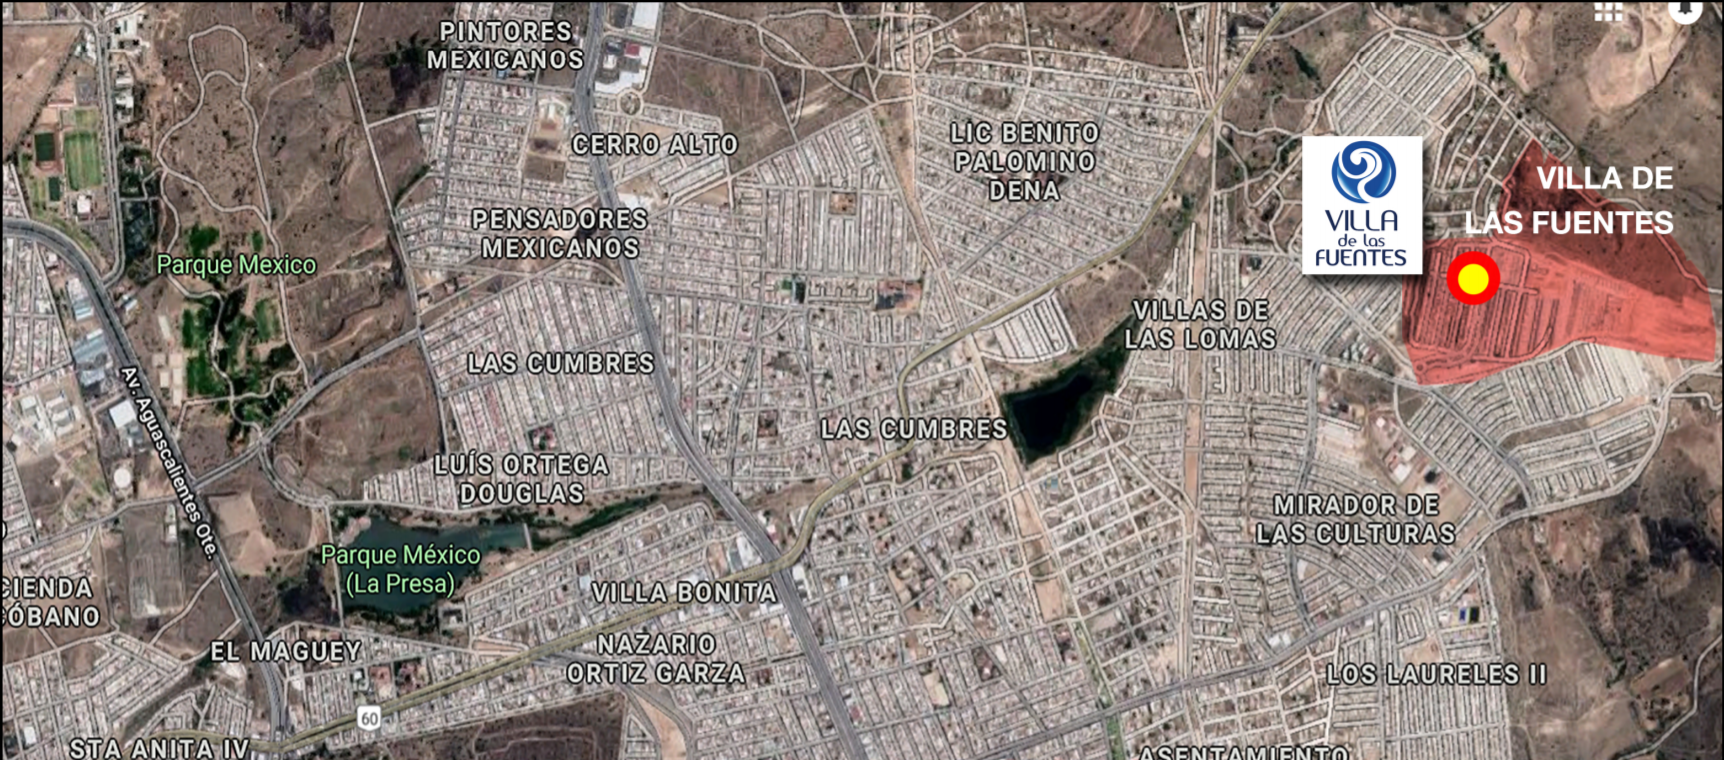 PINTORES
MEXICANOS
CERRO ALTO
LIC BENITO
PALOMINO
DENA
VILLA DE
LAS FUENTES
VILLA
de las
FUENTES
PENSADORES
MEXICANOS
Parque Mexico
VILLAS DE
LAS LOMAS
LAS CUMBRES
Av. Aguascalientes Ote.
LAS CUMBRES
LUÍS ORTEGA
DOUGLAS
MIRADOR DE
LAS CULTURAS
Parque México
(La Presa)
CIENDA
CÓBANO
VILLA BONITA
EL MAGUEY
NAZARIO
ORTIZ GARZA
LOS LAURELES II
60
STA ANITA IV
ASENTAMIENTO